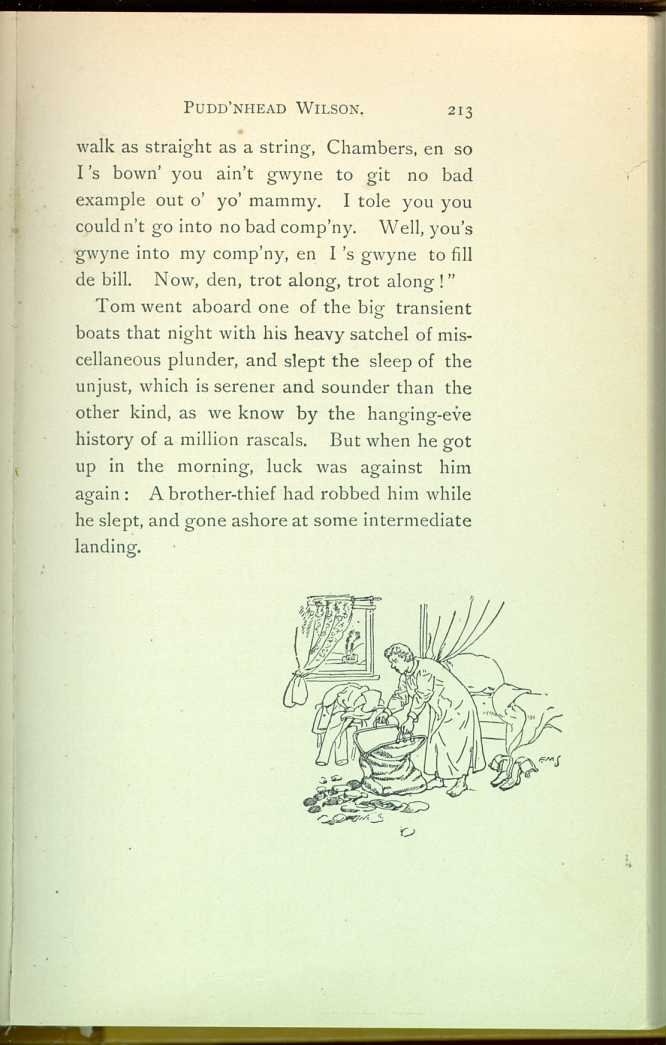 PUDD'NHEAD WILSON. 213
walk as straight as a string, Chambers, en so
I 's bown' you ain't gwyne to git no bad
example out o' yo' mammy. I tole you you
could n't go into no bad comp'ny. Well, you's
gwyne into my comp'ny, en I 's gwyne to fill
de bill. Now, den, trot along, trot along!"
Tom went aboard one of the big transient
boats that night with his heavy satchel of mis-
cellaneous plunder, and slept the sleep of the
unjust, which is serener and sounder than the
other kind, as we know by the hanging-eve
history of a million rascals. But when he got
up in the morning, luck was against him
again: A brother-thief had robbed him while
he slept, and gone ashore at some intermediate
landing.
EMS